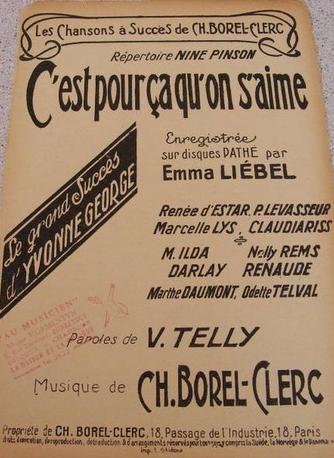 Les Chansons à Succès de CH. BOREL-CLERC
Répertoire NINE PINSON
C'est pour ça qu'on s'aime
Enregistrée
sur disques PATHÉ par
Emma LIÉBEL
Le grand Succès
d'YVONNE GEORGE
Renée d'ESTAR, P. LEVASSEUR
Marcelle LYS, CLAUDIARISS
M. ILDA Nelly REMS
DARLAY RENAUDE
Marthe DAUMONT, Odette TELVAL
"AU MUSICIEN"
Paroles de V. TELLY
Musique de CH. BOREL-CLERC
Propriété de CH. BOREL-CLERC, 18, Passage de l'Industrie, 18, Paris